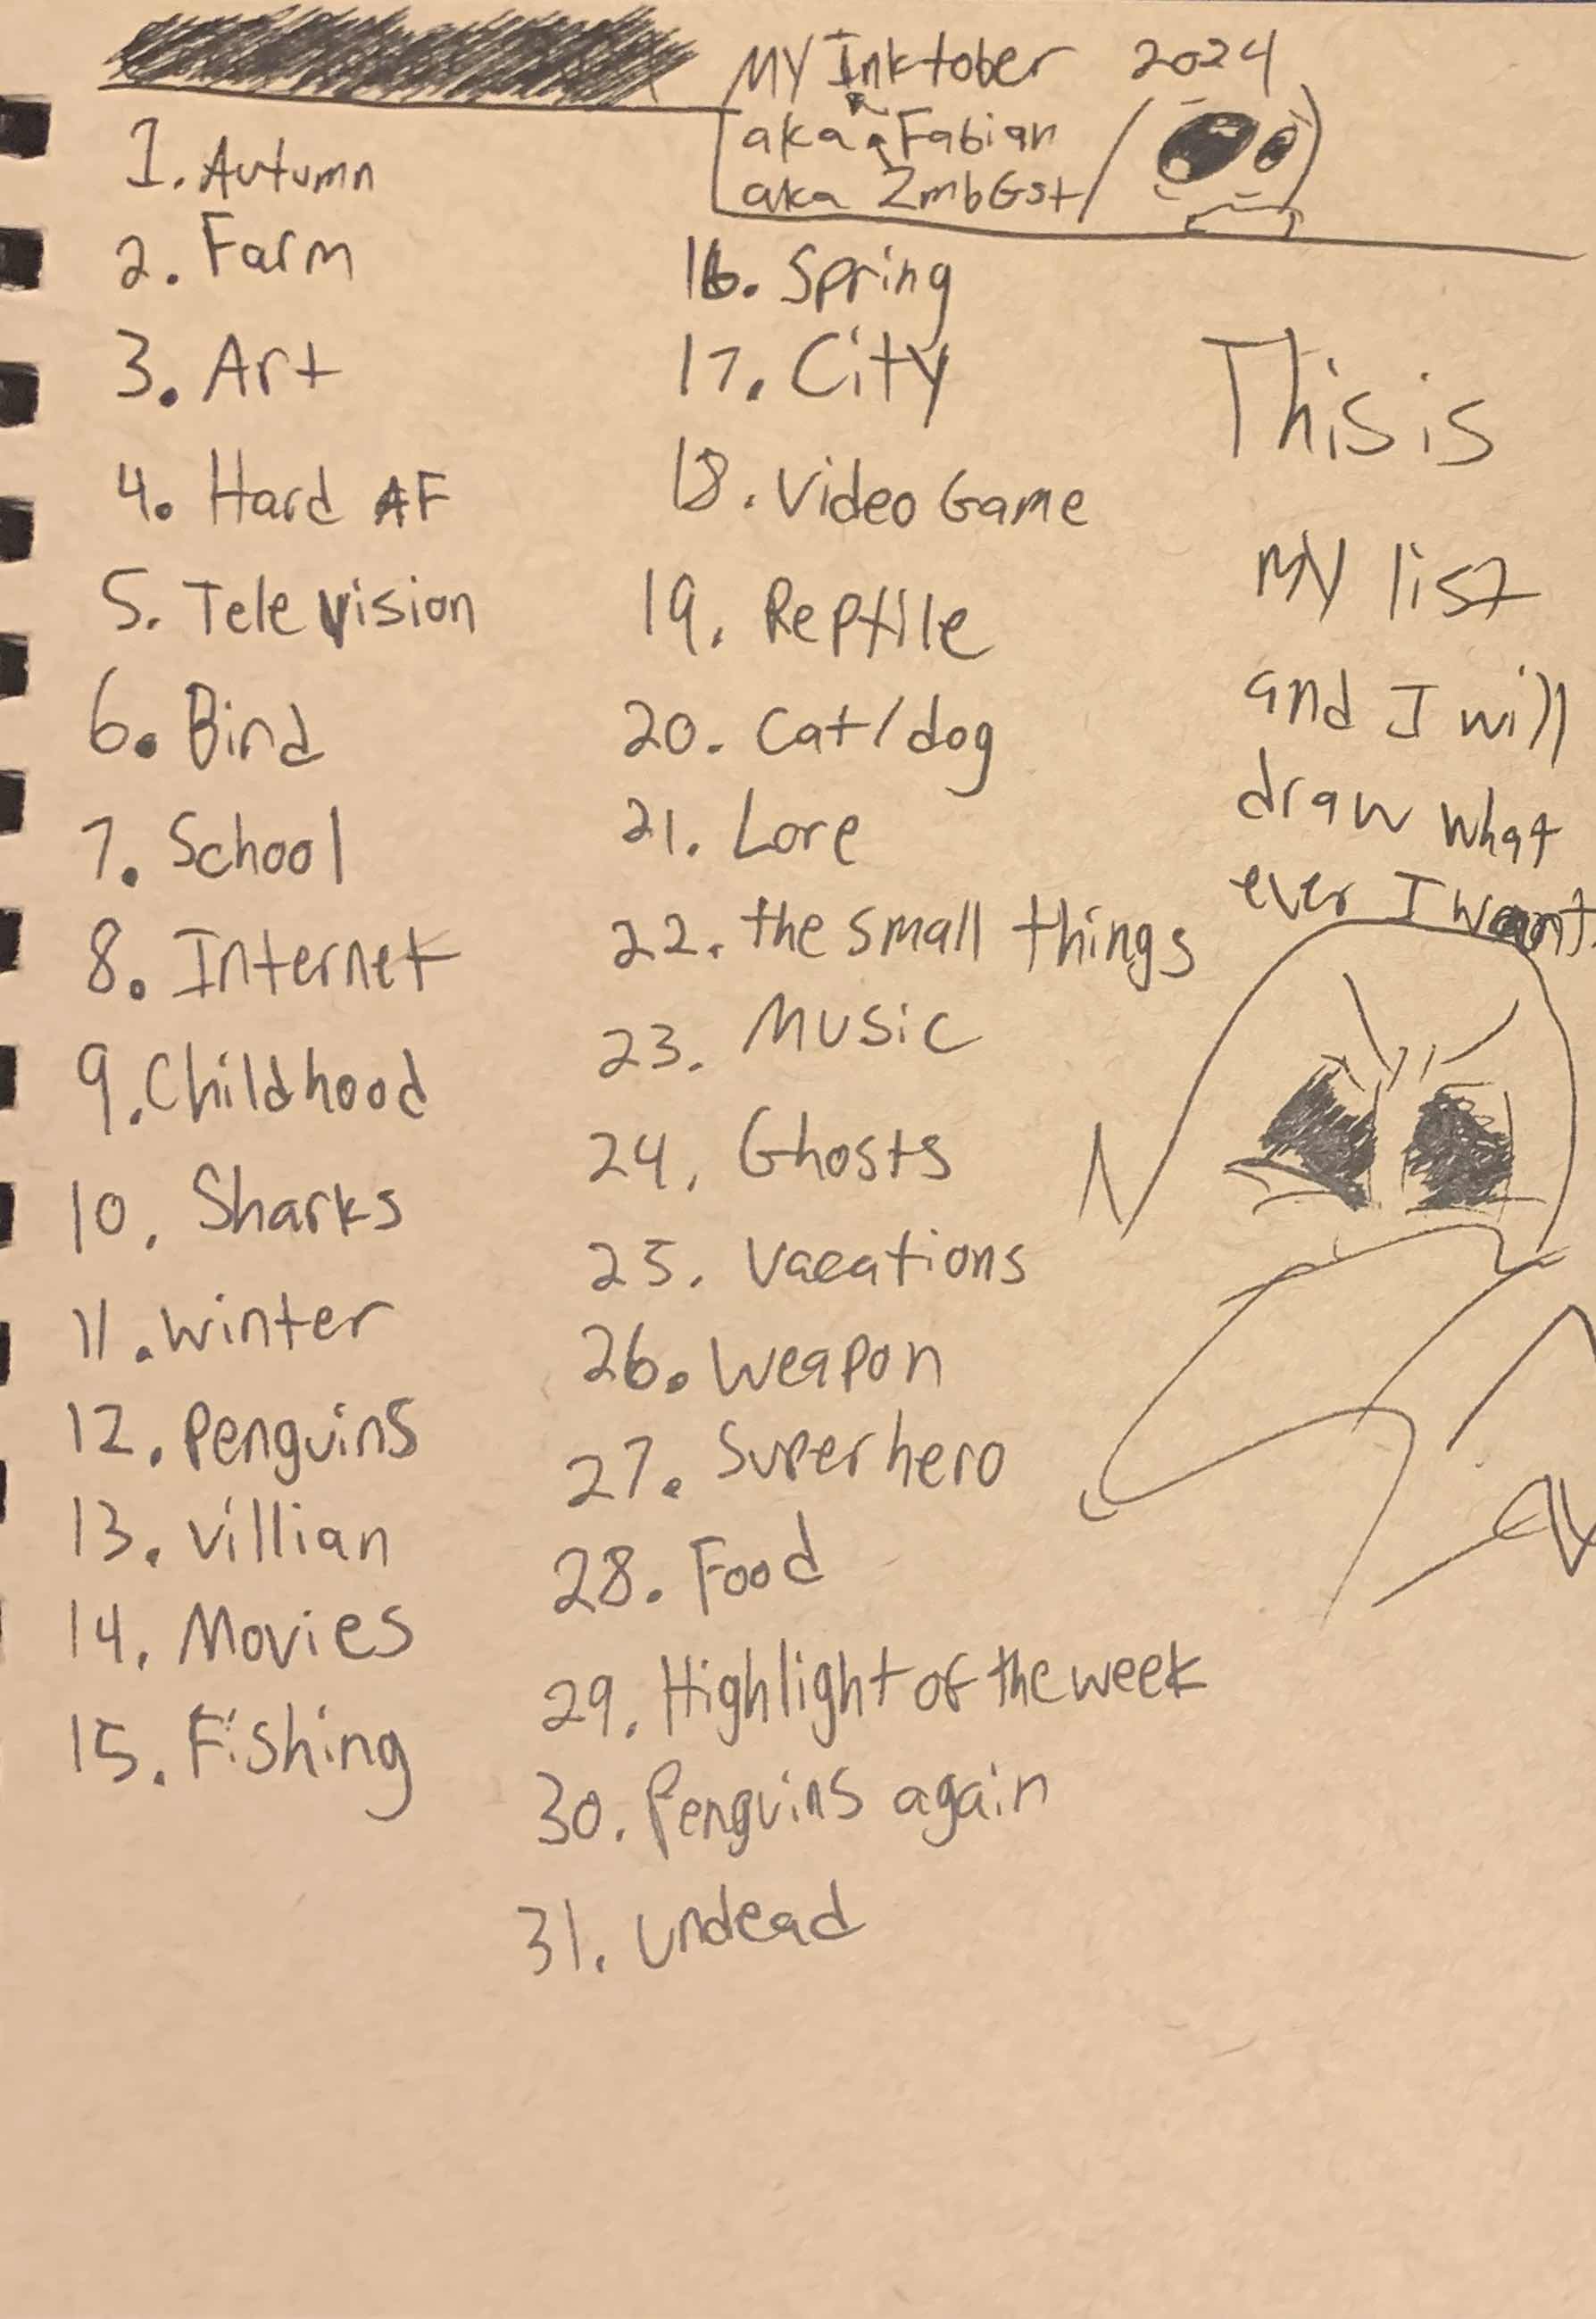 MY Inktober 2024
aka Fabian
aka ZmbGst
1. Autumn
2. Farm
3. Art
4. Hard AF
5. Television
6. Bird
7. School
8. Internet
9. Childhood
10. Sharks
11. winter
12. Penguins
13. villian
14. Movies
15. Fishing
16. Spring
17. City
18. Video Game
19. Reptile
20. Cat/dog
21. Lore
22. the small things
23. Music
24. Ghosts
25. Vacations
26. weapon
27. Superhero
28. Food
29. Highlight of the week
30. Penguins again
31. undead
This is
MY list
and I will
draw what
ever I want.